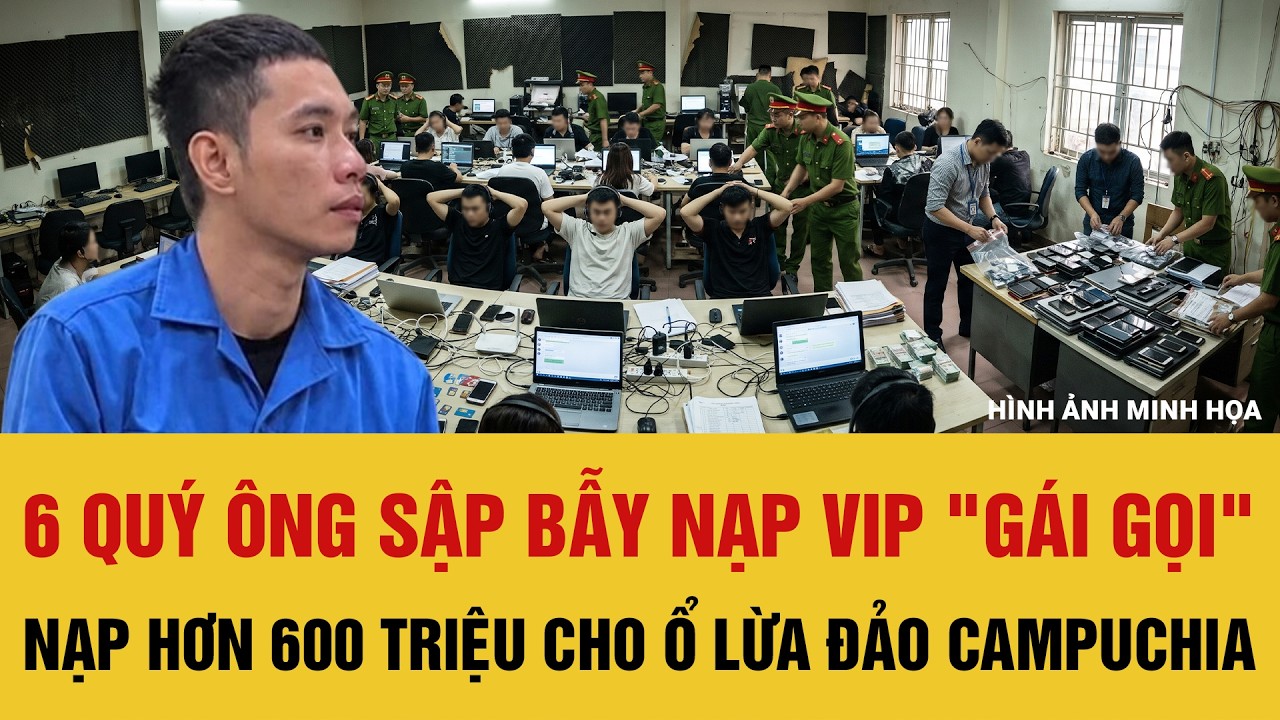 HÌNH ẢNH MINH HỌA
6 QUÝ ÔNG SẬP BẪY NẠP VIP "GÁI GỌI"
NẠP HƠN 600 TRIỆU CHO Ổ LỪA ĐẢO CAMPUCHIA